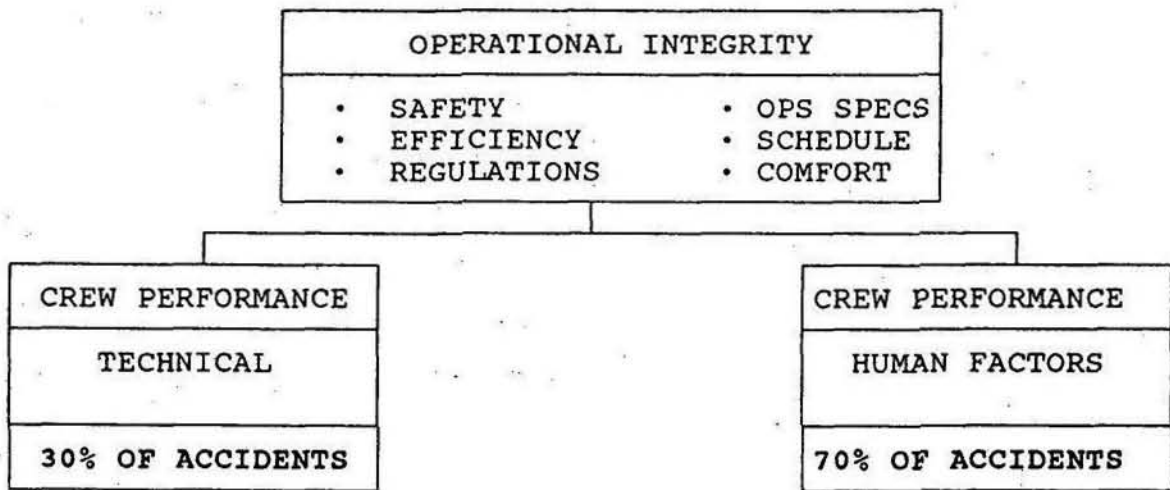 OPERATIONAL INTEGRITY
• SAFETY • OPS SPECS
• EFFICIENCY • SCHEDULE
• REGULATIONS • COMFORT
CREW PERFORMANCE
TECHNICAL
30% OF ACCIDENTS
CREW PERFORMANCE
HUMAN FACTORS
70% OF ACCIDENTS